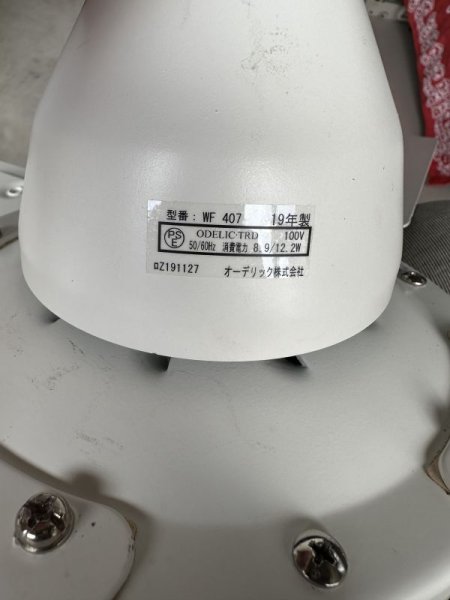 型番: WF 407 19年製
PSE ODELIC·TRD 100V
50/60Hz 消費電力 8.9/12.2W
ロZ191127 オーデリック株式会社